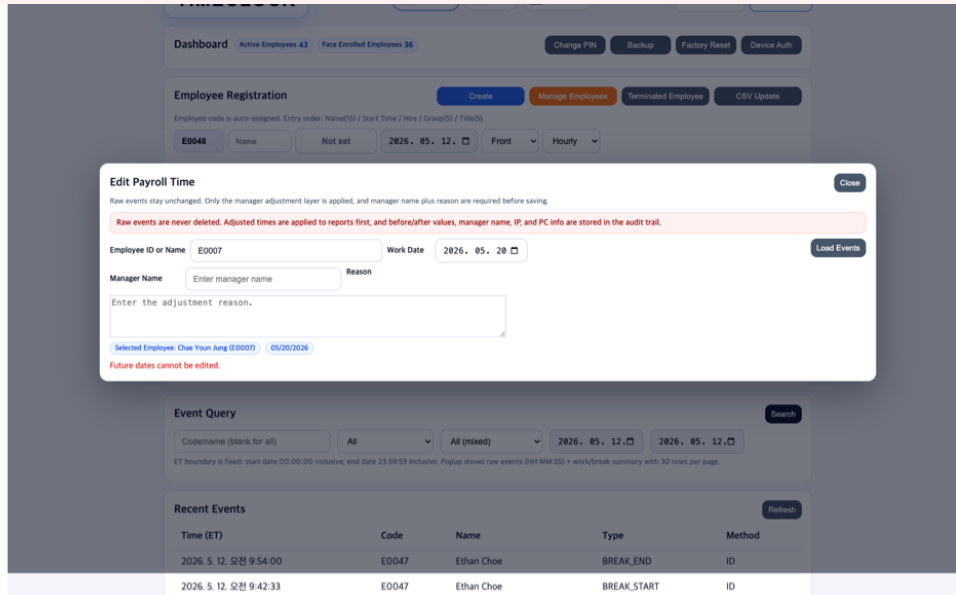 Dashboard Active Employees 43 Face Enrolled Employees 36 Change PIN Backup Factory Reset Device Auth
Employee Registration Create Manage Employees Terminated Employee CSV Update
Employee code is auto-assigned. Entry order: Name(15) / Start Time / Hire / Group(S) / Title(S)
E0048 Name Not set 2026. 05. 12. Front Hourly
Edit Payroll Time Close
Raw events stay unchanged. Only the manager adjustment layer is applied, and manager name plus reason are required before saving.
Raw events are never deleted. Adjusted times are applied to reports first, and before/after values, manager name, IP, and PC info are stored in the audit trail.
Employee ID or Name E0007 Work Date 2026. 05. 20 Load Events
Manager Name Enter manager name Reason
Enter the adjustment reason.
Selected Employee: Chae Youn Jung (E0007) 05/20/2026
Future dates cannot be edited.
Event Query Search
Code/name (blank for all) All All (mixed) 2026. 05. 12. 2026. 05. 12.
ET boundary is fixed: start date 00:00:00 inclusive, end date 23:59:59 inclusive. Popup shows raw events (HH:MM:SS) + work/break summary with 30 rows per page.
Recent Events Refresh
Time (ET) Code Name Type Method
2026. 5. 12. 오전 9:54:00 E0047 Ethan Choe BREAK_END ID
2026. 5. 12. 오전 9:42:33 E0047 Ethan Choe BREAK_START ID